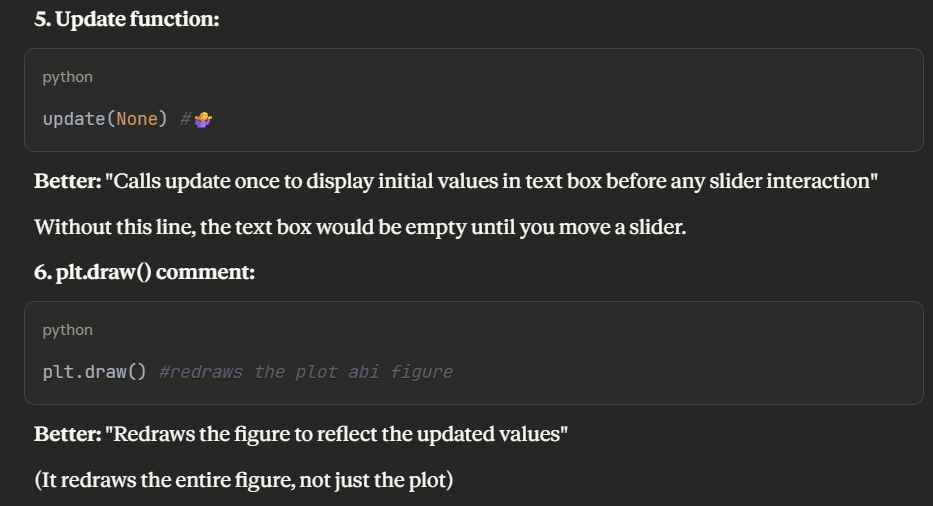 5. Update function:
python
update(None) #🤷‍♀️
Better: "Calls update once to display initial values in text box before any slider interaction"
Without this line, the text box would be empty until you move a slider.
6. plt.draw() comment:
python
plt.draw() #redraws the plot abi figure
Better: "Redraws the figure to reflect the updated values"
(It redraws the entire figure, not just the plot)